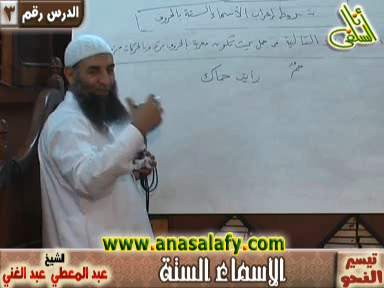 الدرس رقم ٣
أنا السلفي
شروط إعراب الأسماء الستة بالحروف
حمٌ
رأيت حماك
www.anasalafy.com
الشيخ
عبد المعطي عبد الغني
الأسماء الستة
تيسير
النحو